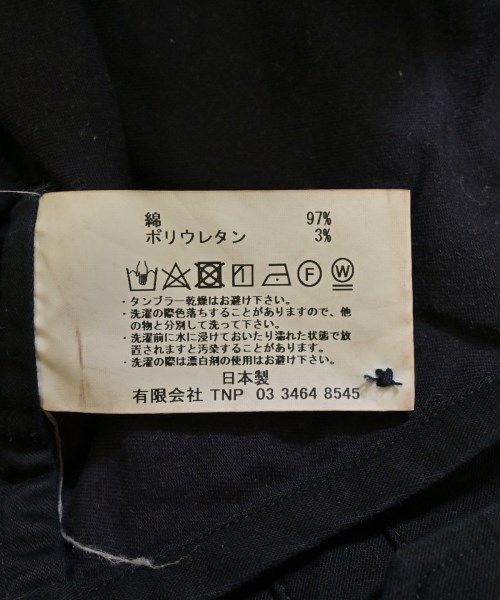 綿 97%
ポリウレタン 3%
F W
・タンブラー乾燥はお避け下さい。
・洗濯の際色落ちすることがありますので、他
の物と分別して洗って下さい。
・洗濯前に水に浸けておいたり濡れた状態で放
置されますと汚染することがあります。
・洗濯の際は漂白剤の使用はお避け下さい。
日本製
有限会社 TNP 03 3464 8545